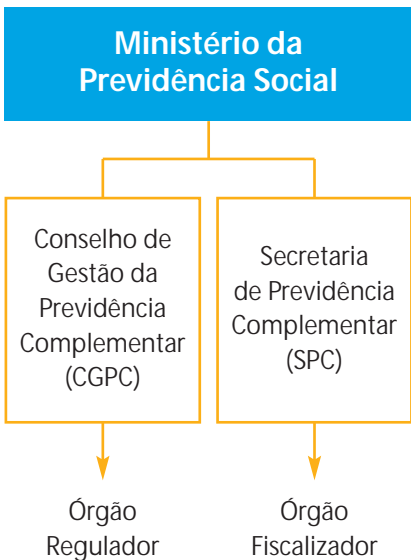 Ministério da
Previdência Social
Conselho de
Gestão da
Previdência
Complementar
(CGPC)
Secretaria
de Previdência
Complementar
(SPC)
Órgão
Regulador
Órgão
Fiscalizador